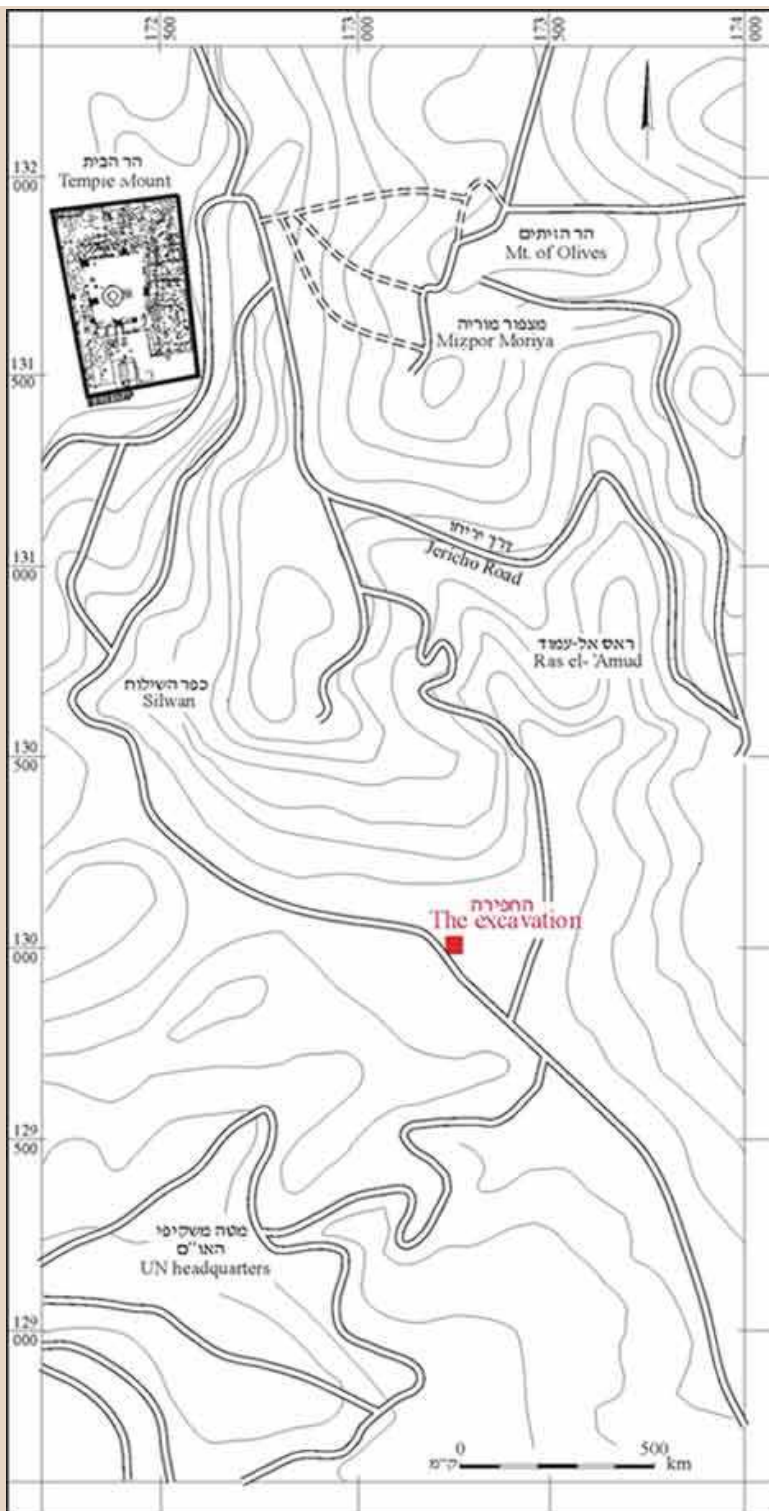 172
500
173
000
173
500
174
000
132
000
הר הבית
Temple Mount
הר הזיתים
Mt. of Olives
מצפור מוריה
Mizpor Moriya
131
500
דרך יריחו
Jericho Road
131
000
ראס אל-עמוד
Ras el-'Amud
כפר השילוח
Silwan
130
500
החפירה
The excavation
130
000
129
500
מטה משקיפי
האו"ם
UN headquarters
129
000
0 500
ק"מ km